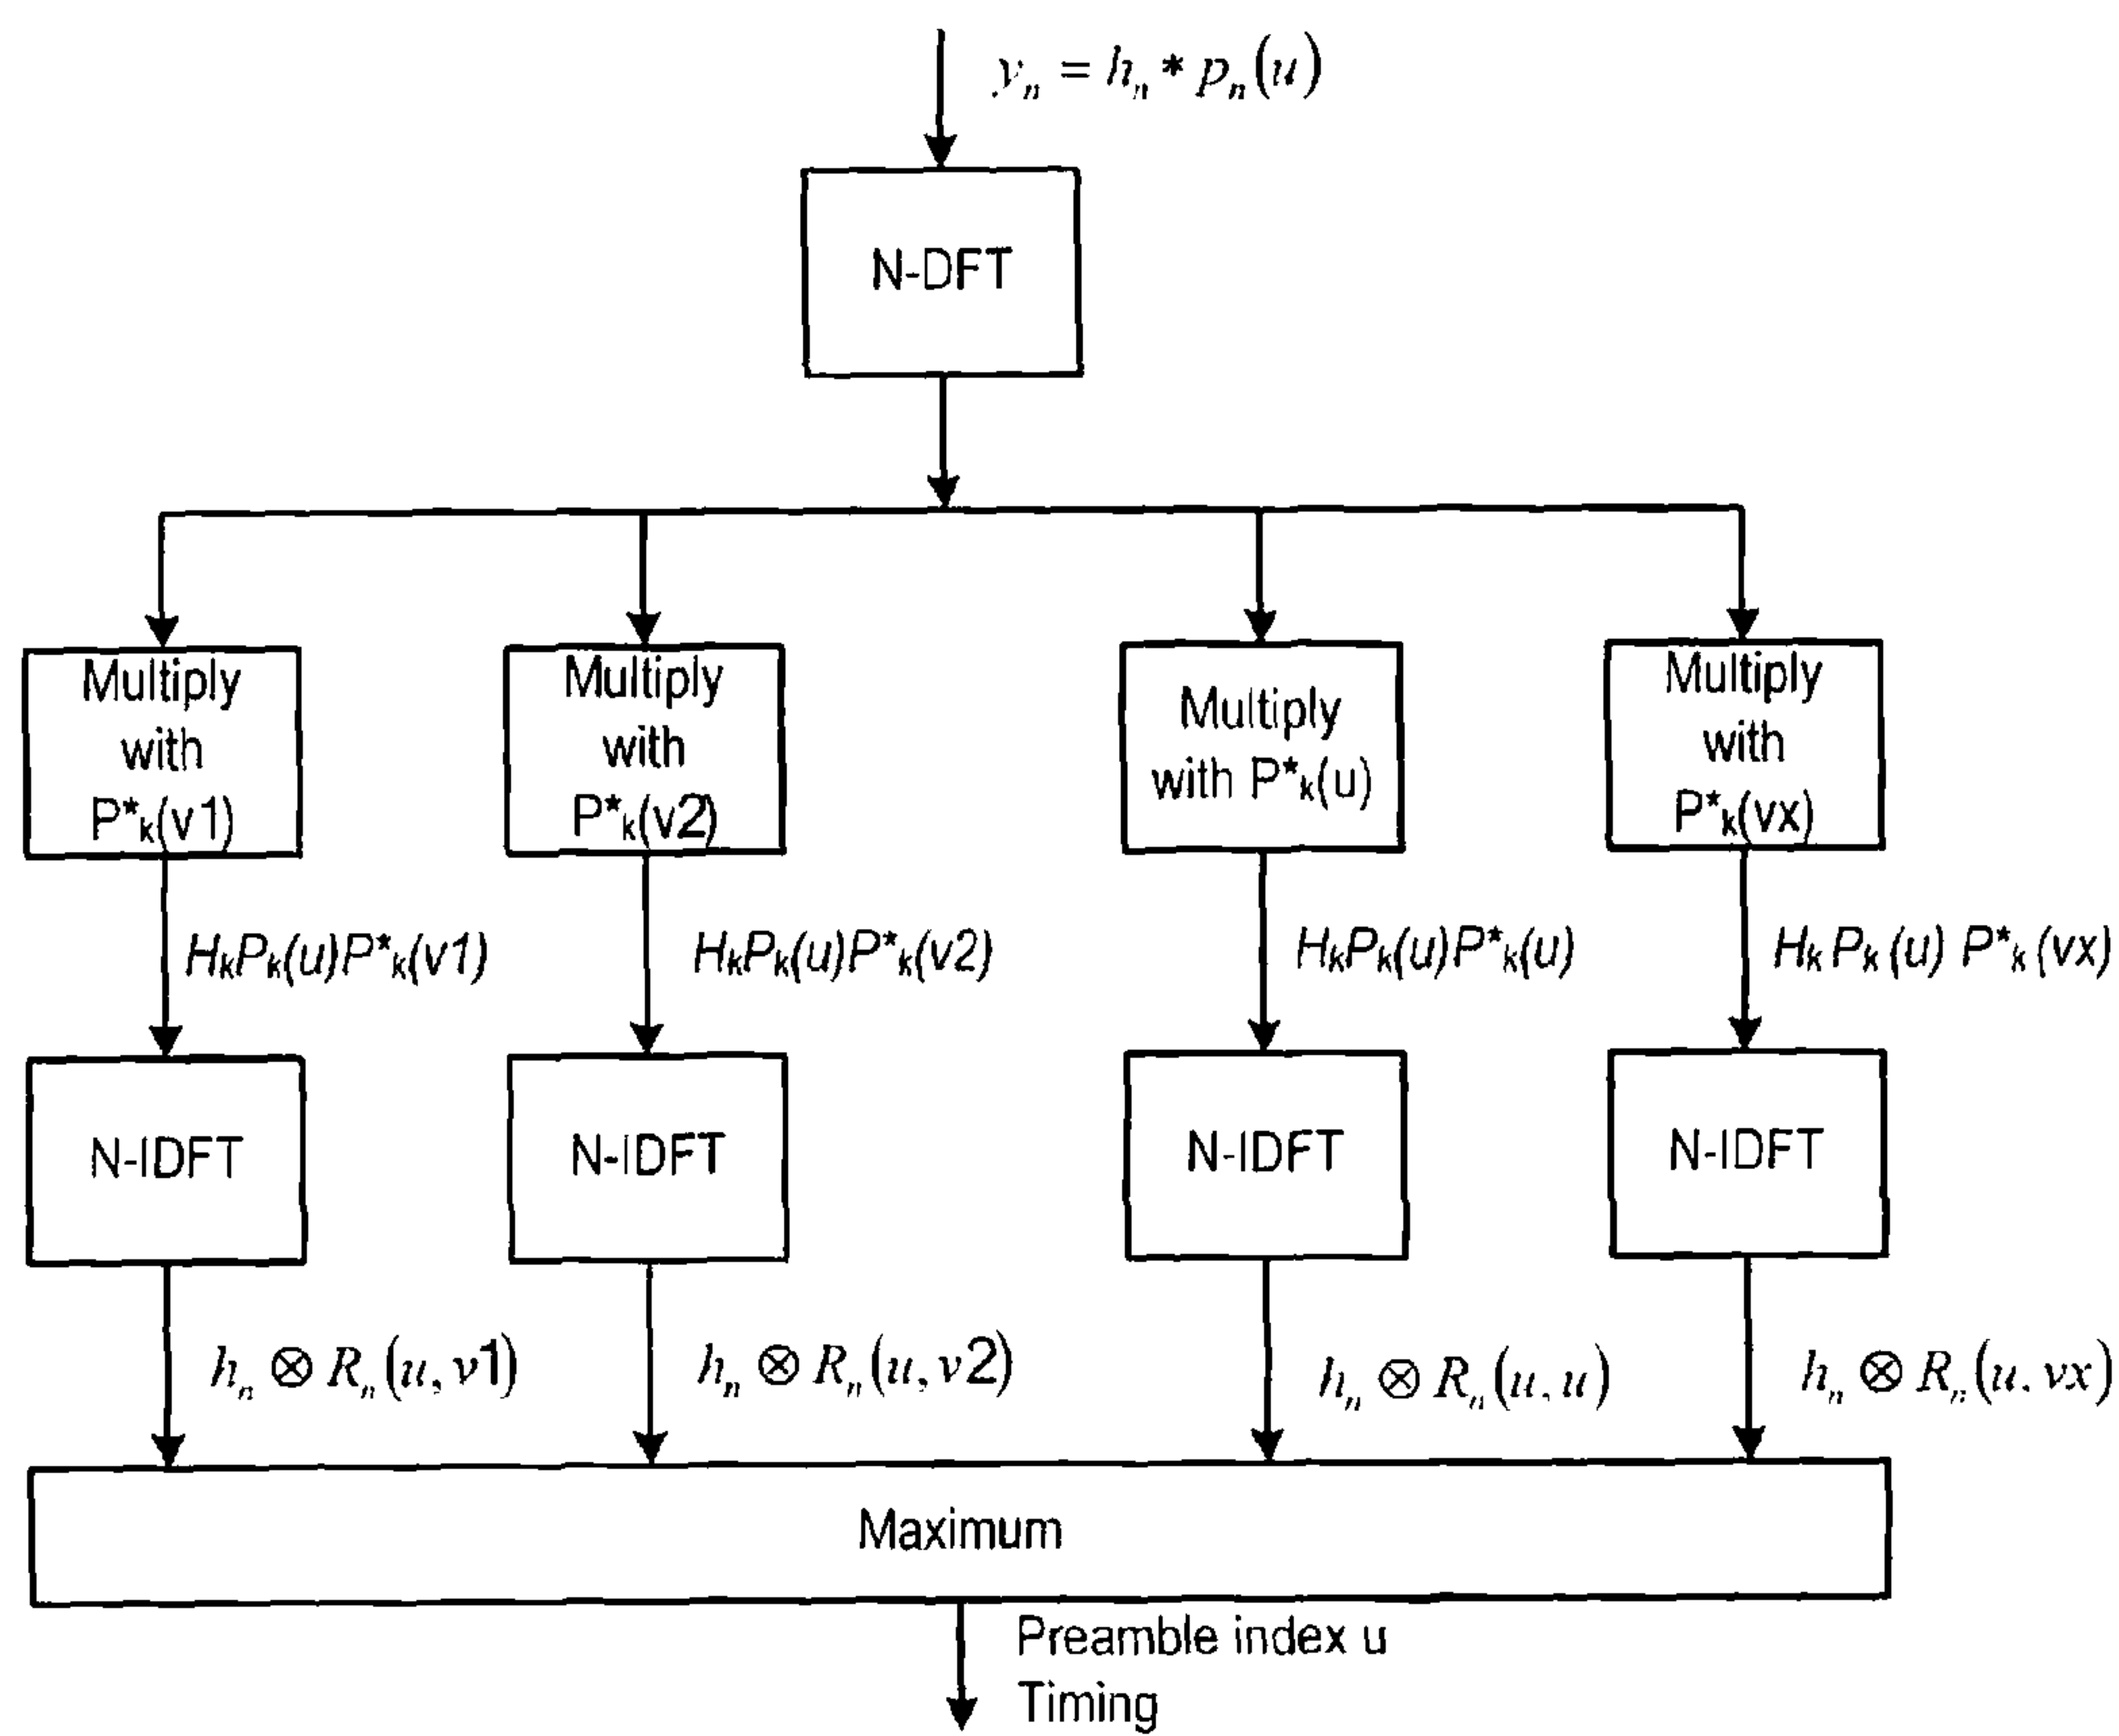 yₙ = hₙ * pₙ(u)
N-DFT
Multiply
with
P*ₖ(v1)
Multiply
with
P*ₖ(v2)
Multiply
with P*ₖ(u)
Multiply
with
P*ₖ(vx)
HₖPₖ(u)P*ₖ(v1)
HₖPₖ(u)P*ₖ(v2)
HₖPₖ(u)P*ₖ(u)
Hₖ Pₖ (u) P*ₖ (vx)
N-IDFT
N-IDFT
N-IDFT
N-IDFT
hₙ ⊗ Rₙ(u, v1)
hₙ ⊗ Rₙ(u, v2)
hₙ ⊗ Rₙ(u, u)
hₙ ⊗ Rₙ(u, vx)
Maximum
Preamble index u
Timing